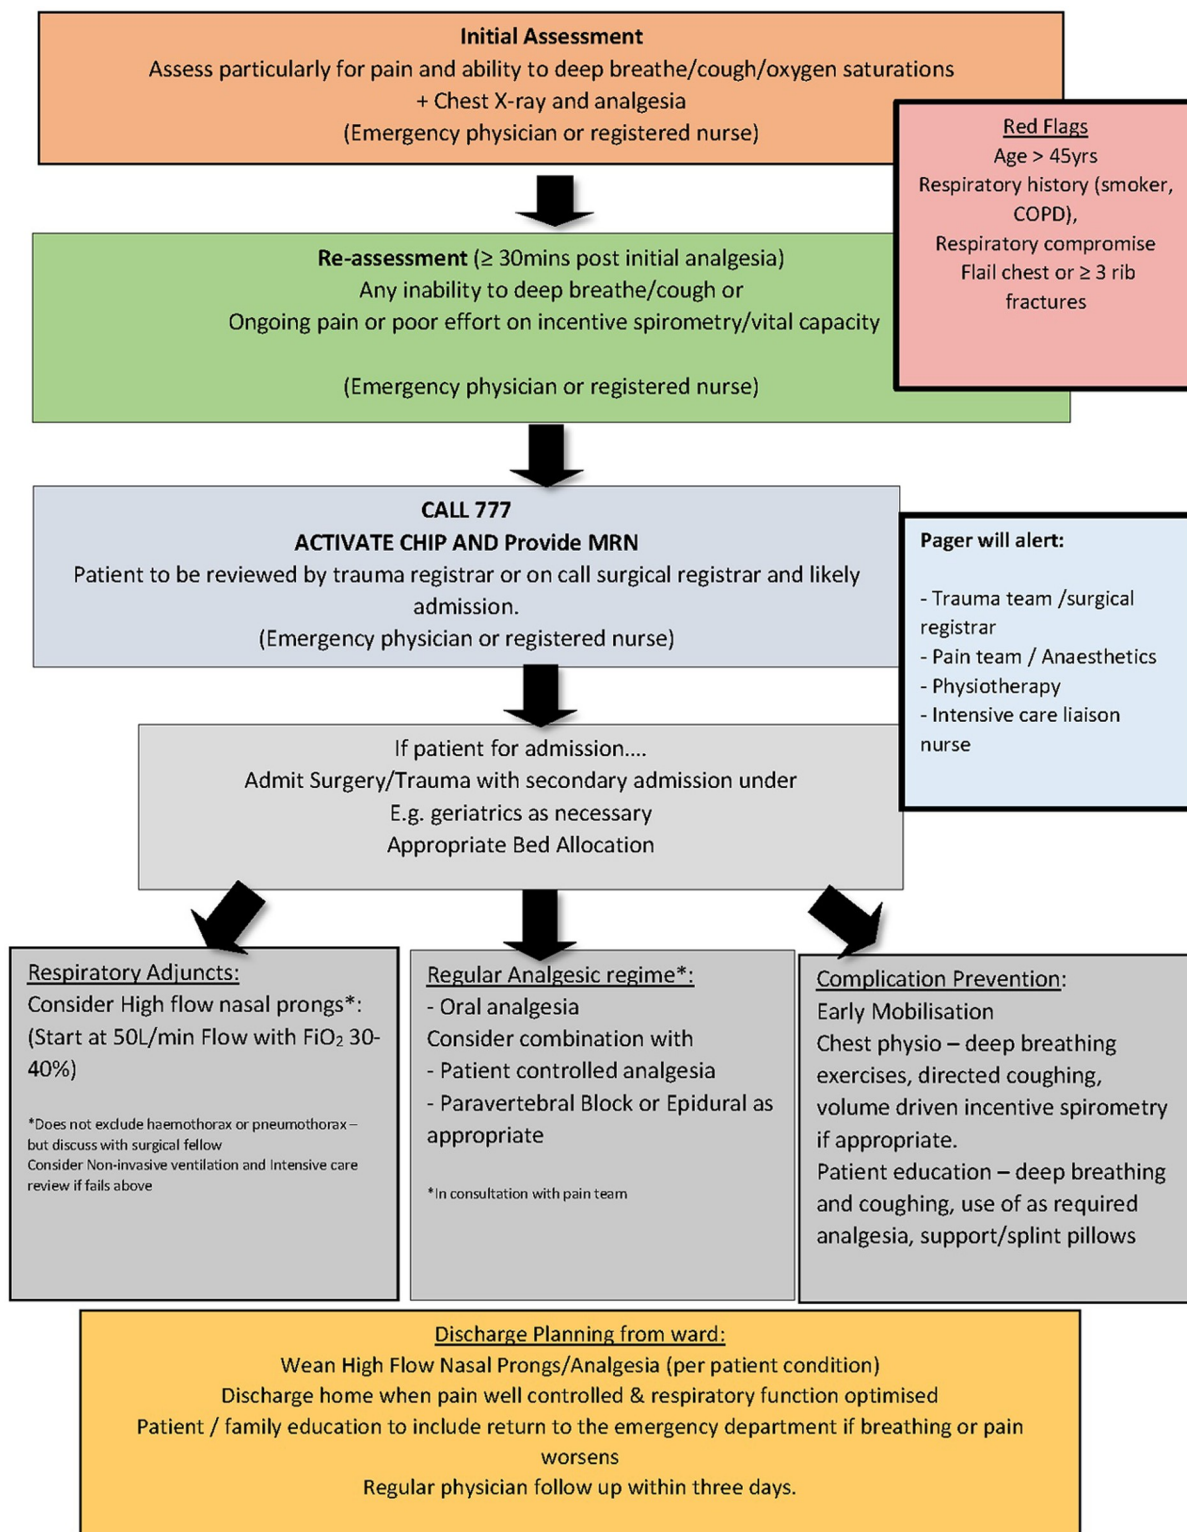 Initial Assessment
Assess particularly for pain and ability to deep breathe/cough/oxygen saturations
+ Chest X-ray and analgesia
(Emergency physician or registered nurse)
Red Flags
Age > 45yrs
Respiratory history (smoker,
COPD),
Respiratory compromise
Flail chest or ≥ 3 rib
fractures
Re-assessment (≥ 30mins post initial analgesia)
Any inability to deep breathe/cough or
Ongoing pain or poor effort on incentive spirometry/vital capacity
(Emergency physician or registered nurse)
CALL 777
ACTIVATE CHIP AND Provide MRN
Patient to be reviewed by trauma registrar or on call surgical registrar and likely
admission.
(Emergency physician or registered nurse)
Pager will alert:
- Trauma team /surgical
registrar
- Pain team / Anaesthetics
- Physiotherapy
- Intensive care liaison
nurse
If patient for admission....
Admit Surgery/Trauma with secondary admission under
E.g. geriatrics as necessary
Appropriate Bed Allocation
Respiratory Adjuncts:
Consider High flow nasal prongs*:
(Start at 50L/min Flow with FiO₂ 30-
40%)
*Does not exclude haemothorax or pneumothorax –
but discuss with surgical fellow
Consider Non-invasive ventilation and Intensive care
review if fails above
Regular Analgesic regime*:
- Oral analgesia
Consider combination with
- Patient controlled analgesia
- Paravertebral Block or Epidural as
appropriate
*In consultation with pain team
Complication Prevention:
Early Mobilisation
Chest physio – deep breathing
exercises, directed coughing,
volume driven incentive spirometry
if appropriate.
Patient education – deep breathing
and coughing, use of as required
analgesia, support/splint pillows
Discharge Planning from ward:
Wean High Flow Nasal Prongs/Analgesia (per patient condition)
Discharge home when pain well controlled & respiratory function optimised
Patient / family education to include return to the emergency department if breathing or pain
worsens
Regular physician follow up within three days.